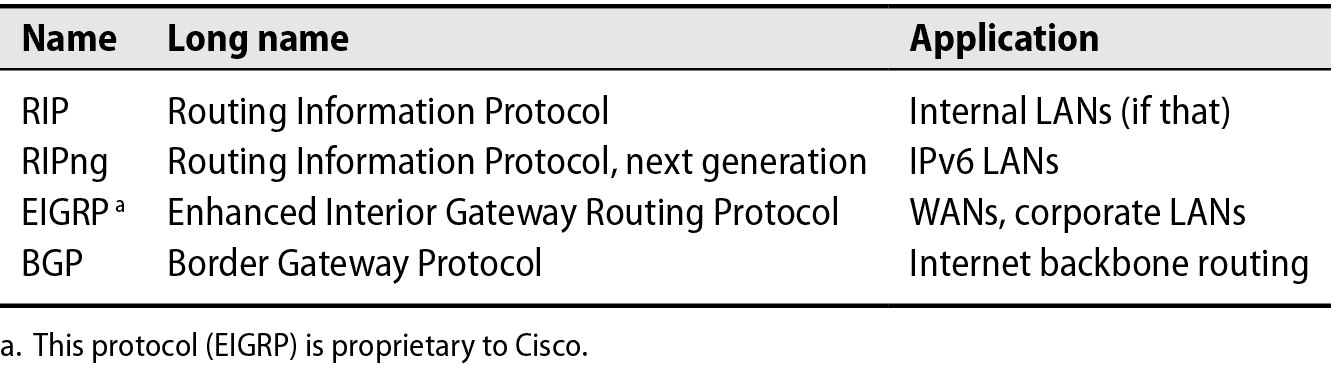 Name Long name Application
RIP Routing Information Protocol Internal LANs (if that)
RIPng Routing Information Protocol, next generation IPv6 LANs
EIGRP a Enhanced Interior Gateway Routing Protocol WANs, corporate LANs
BGP Border Gateway Protocol Internet backbone routing
a. This protocol (EIGRP) is proprietary to Cisco.